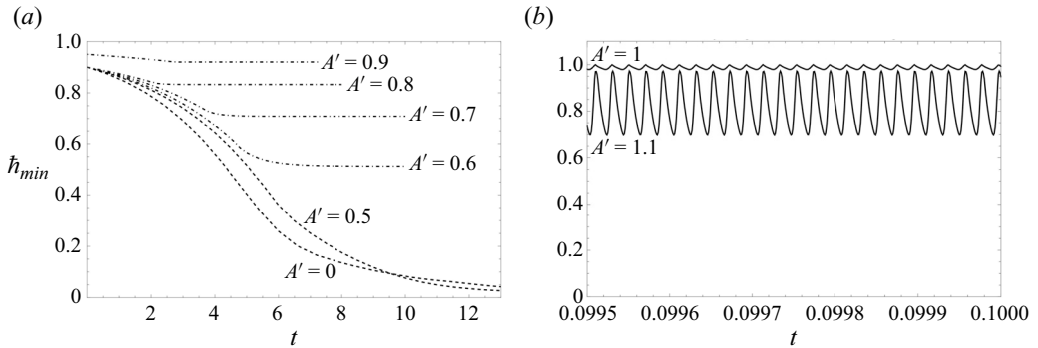 (a)
1.0
0.8
0.6
0.4
0.2
0
ħmin
A′ = 0.9
A′ = 0.8
A′ = 0.7
A′ = 0.6
A′ = 0.5
A′ = 0
2
4
6
8
10
12
t
(b)
1.0
0.8
0.6
0.4
0.2
0
A′ = 1
A′ = 1.1
0.0995
0.0996
0.0997
0.0998
0.0999
0.1000
t